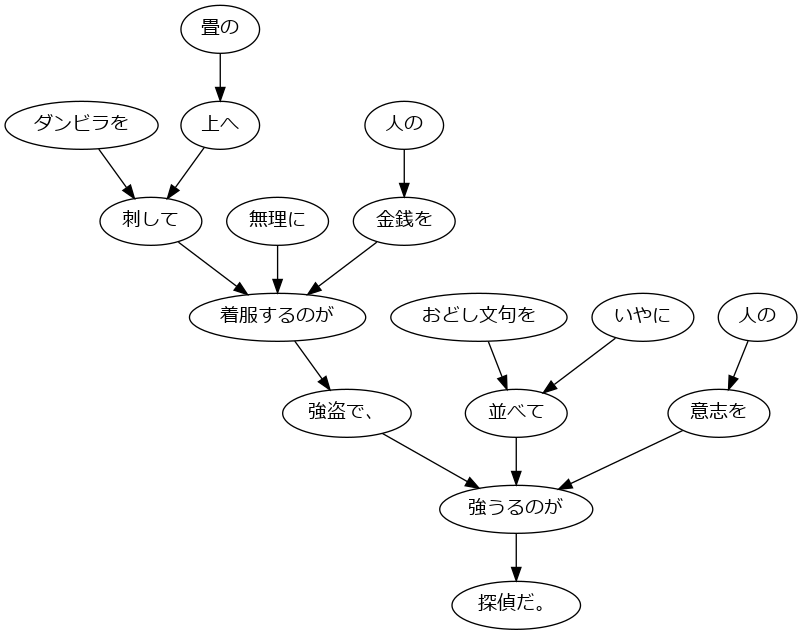 畳の
ダンビラを
上へ
人の
刺して
無理に
金銭を
着服するのが
おどし文句を
いやに
人の
強盗で、
並べて
意志を
強うるのが
探偵だ。